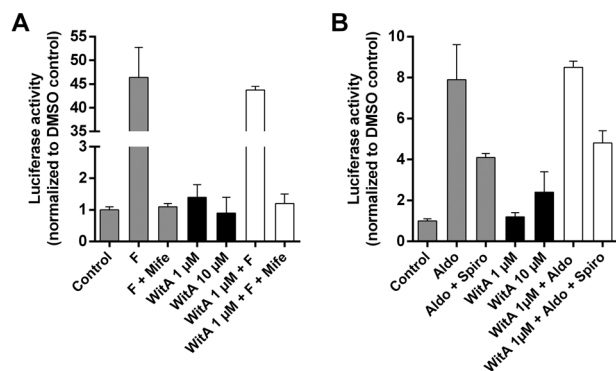 A
Luciferase activity
(normalized to DMSO control)
55
45
35
25
15
3
2
1
0
Control
F
F + Mife
WitA 1 µM
WitA 10 µM
WitA 1 µM + F
WitA 1 µM + F + Mife
B
Luciferase activity
(normalized to DMSO control)
10
8
6
4
2
0
Control
Aldo
Aldo + Spiro
WitA 1 µM
WitA 10 µM
WitA 1µM + Aldo
WitA 1µM + Aldo + Spiro